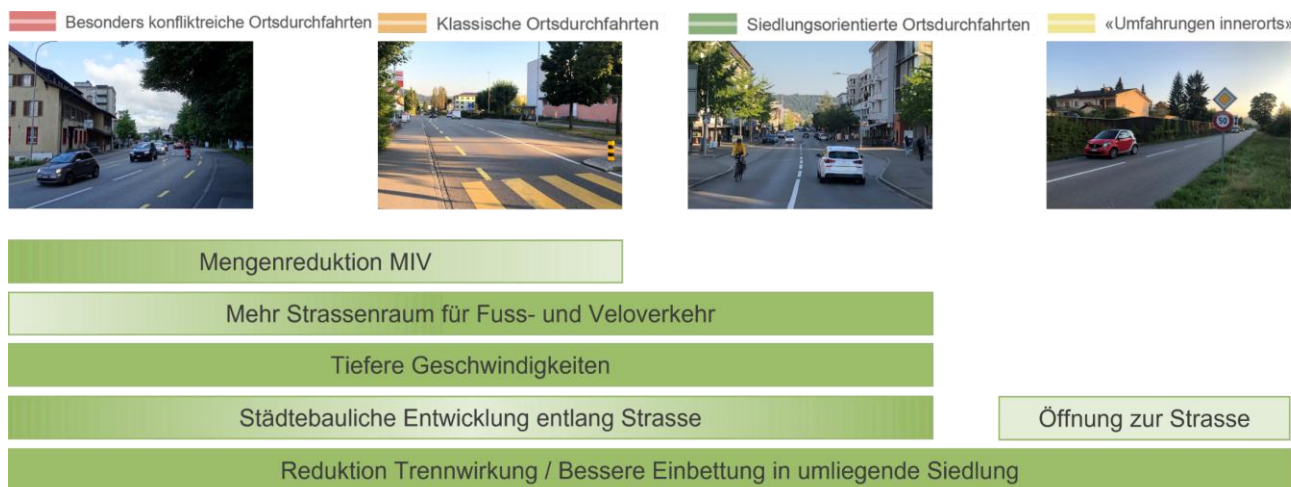 Besonders konfliktreiche Ortsdurchfahrten
Klassische Ortsdurchfahrten
Siedlungsorientierte Ortsdurchfahrten
«Umfahrungen innerorts»
50
Mengenreduktion MIV
Mehr Strassenraum für Fuss- und Veloverkehr
Tiefere Geschwindigkeiten
Städtebauliche Entwicklung entlang Strasse
Öffnung zur Strasse
Reduktion Trennwirkung / Bessere Einbettung in umliegende Siedlung